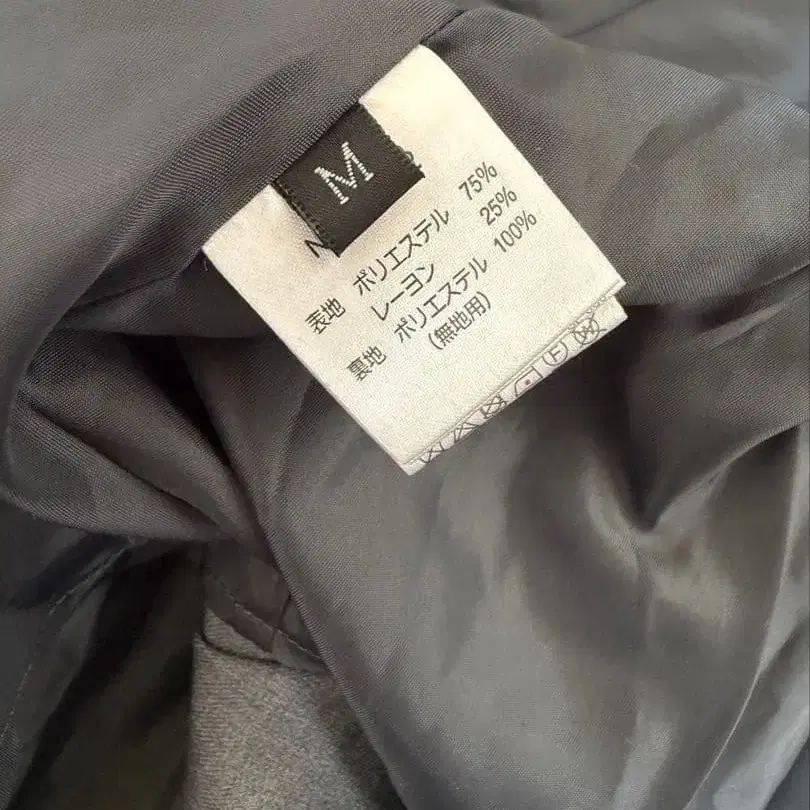 M
表地 ポリエステル 75%
レーヨン 25%
裏地 ポリエステル 100%
(無地用)